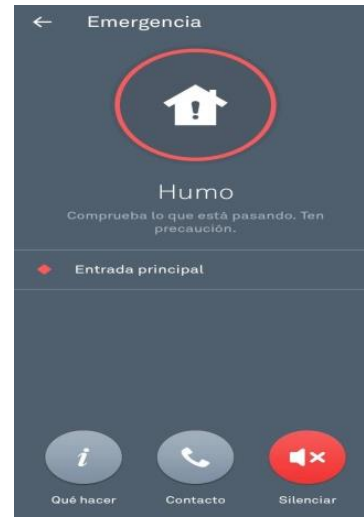 Emergencia
Humo
Comprueba lo que está pasando. Ten
precaución.
Entrada principal
Qué hacer
Contacto
Silenciar